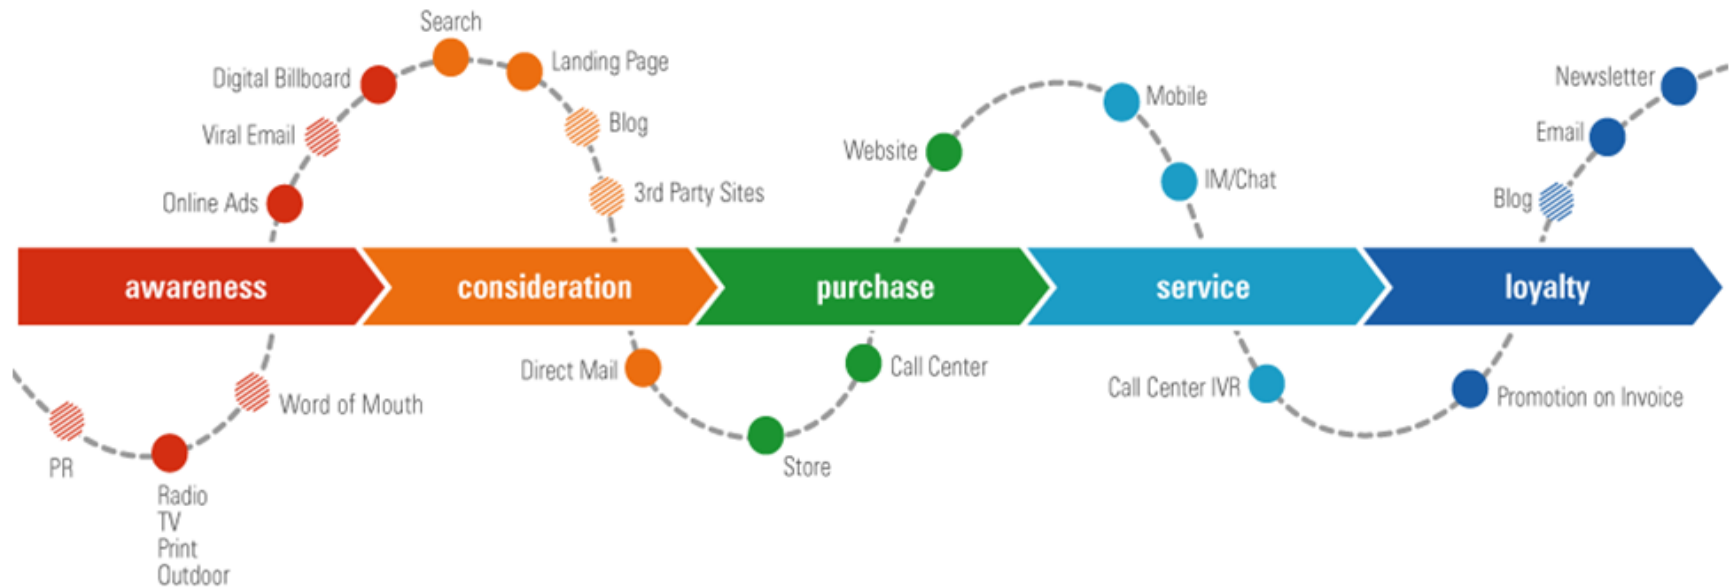 Search
Landing Page
Digital Billboard
Newsletter
Mobile
Blog
Viral Email
Email
Website
IM/Chat
3rd Party Sites
Blog
Online Ads
awareness
consideration
purchase
service
loyalty
Direct Mail
Call Center
Call Center IVR
Promotion on Invoice
Word of Mouth
PR
Store
Radio
TV
Print
Outdoor